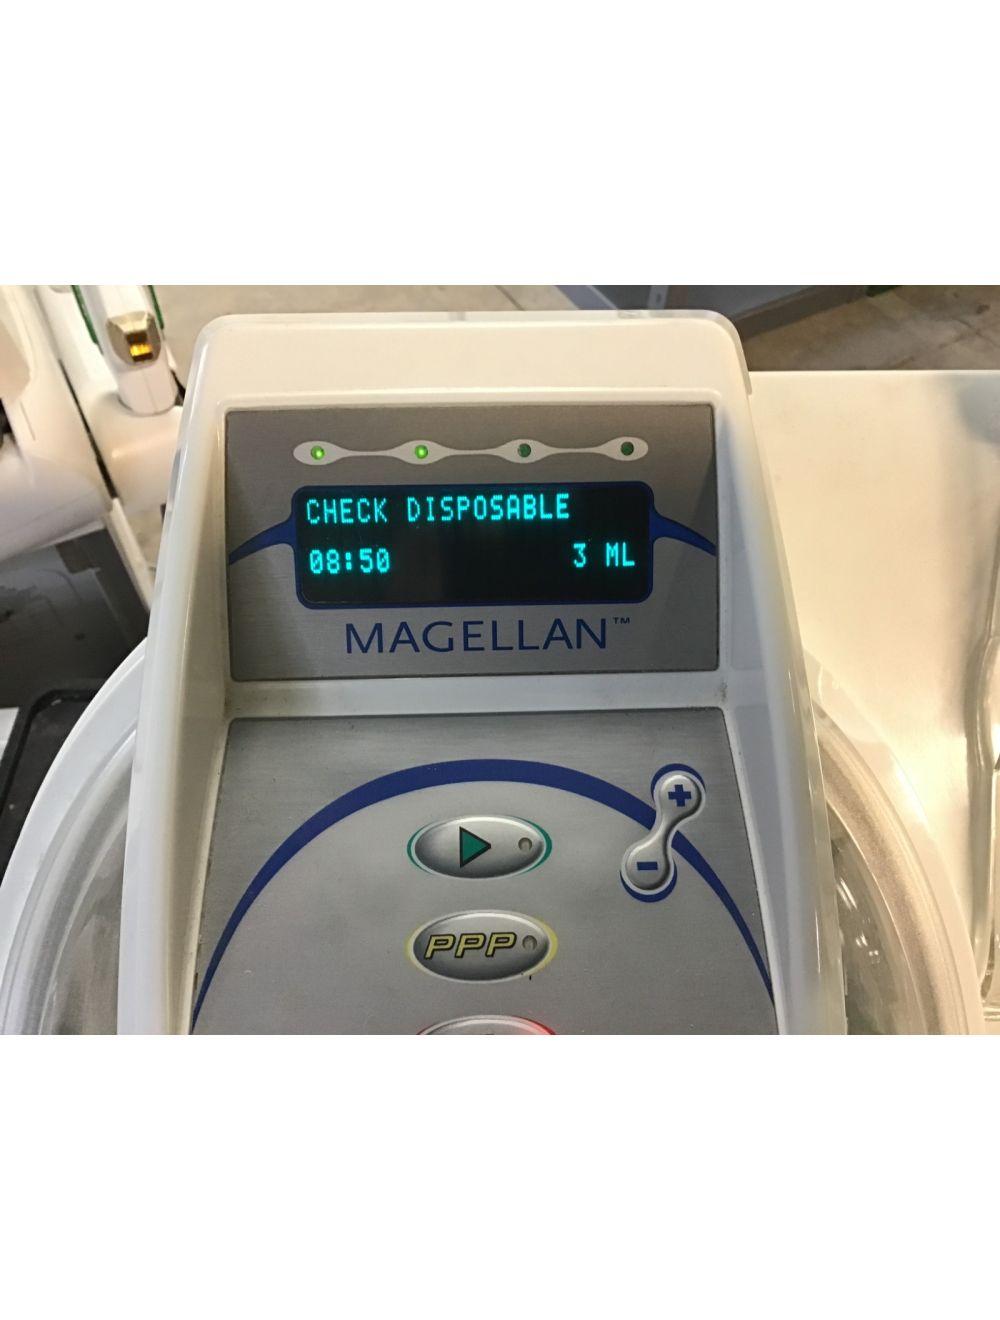 CHECK DISPOSABLE
08:50 3 ML
MAGELLAN™
+
-
PPP